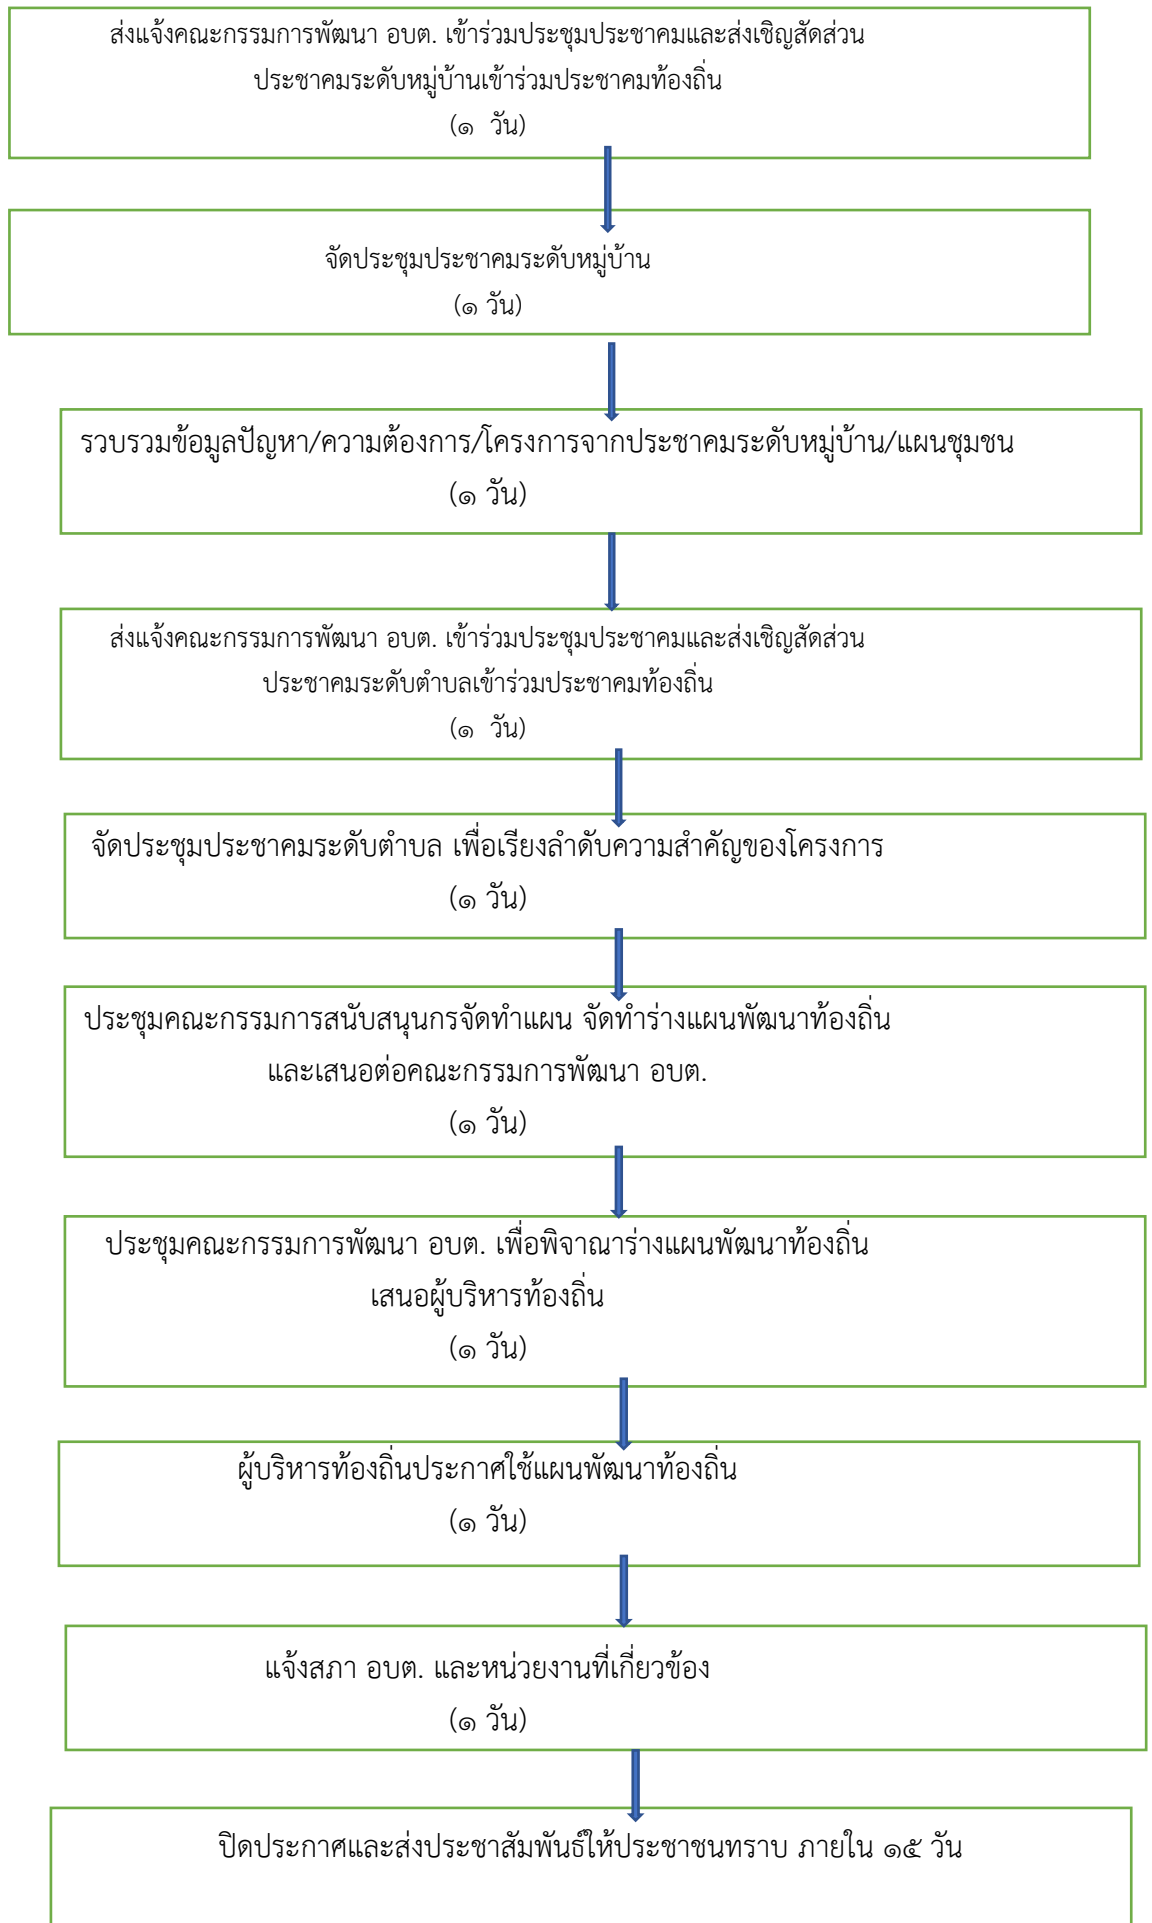 ส่งแจ้งคณะกรรมการพัฒนา อบต. เข้าร่วมประชุมประชาคมและส่งเชิญสัดส่วน
ประชาคมระดับหมู่บ้านเข้าร่วมประชาคมท้องถิ่น
(๑ วัน)
จัดประชุมประชาคมระดับหมู่บ้าน
(๑ วัน)
รวบรวมข้อมูลปัญหา/ความต้องการ/โครงการจากประชาคมระดับหมู่บ้าน/แผนชุมชน
(๑ วัน)
ส่งแจ้งคณะกรรมการพัฒนา อบต. เข้าร่วมประชุมประชาคมและส่งเชิญสัดส่วน
ประชาคมระดับตำบลเข้าร่วมประชาคมท้องถิ่น
(๑ วัน)
จัดประชุมประชาคมระดับตำบล เพื่อเรียงลำดับความสำคัญของโครงการ
(๑ วัน)
ประชุมคณะกรรมการสนับสนุนกรจัดทำแผน จัดทำร่างแผนพัฒนาท้องถิ่น
และเสนอต่อคณะกรรมการพัฒนา อบต.
(๑ วัน)
ประชุมคณะกรรมการพัฒนา อบต. เพื่อพิจาณาร่างแผนพัฒนาท้องถิ่น
เสนอผู้บริหารท้องถิ่น
(๑ วัน)
ผู้บริหารท้องถิ่นประกาศใช้แผนพัฒนาท้องถิ่น
(๑ วัน)
แจ้งสภา อบต. และหน่วยงานที่เกี่ยวข้อง
(๑ วัน)
ปิดประกาศและส่งประชาสัมพันธ์ให้ประชาชนทราบ ภายใน ๑๕ วัน